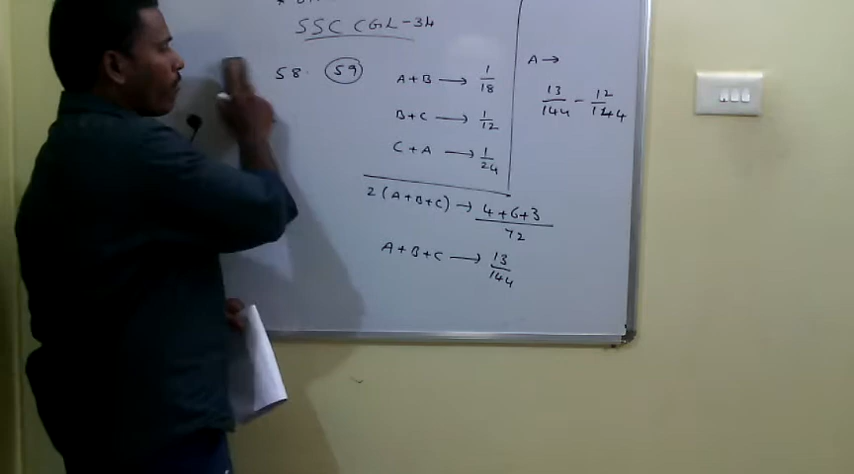 SSC CGL-34
58. 59
A+B → 1/18
B+C → 1/12
C+A → 1/24
2(A+B+C) → 4+6+3/72
A+B+C → 13/144
A →
13/144 - 12/144